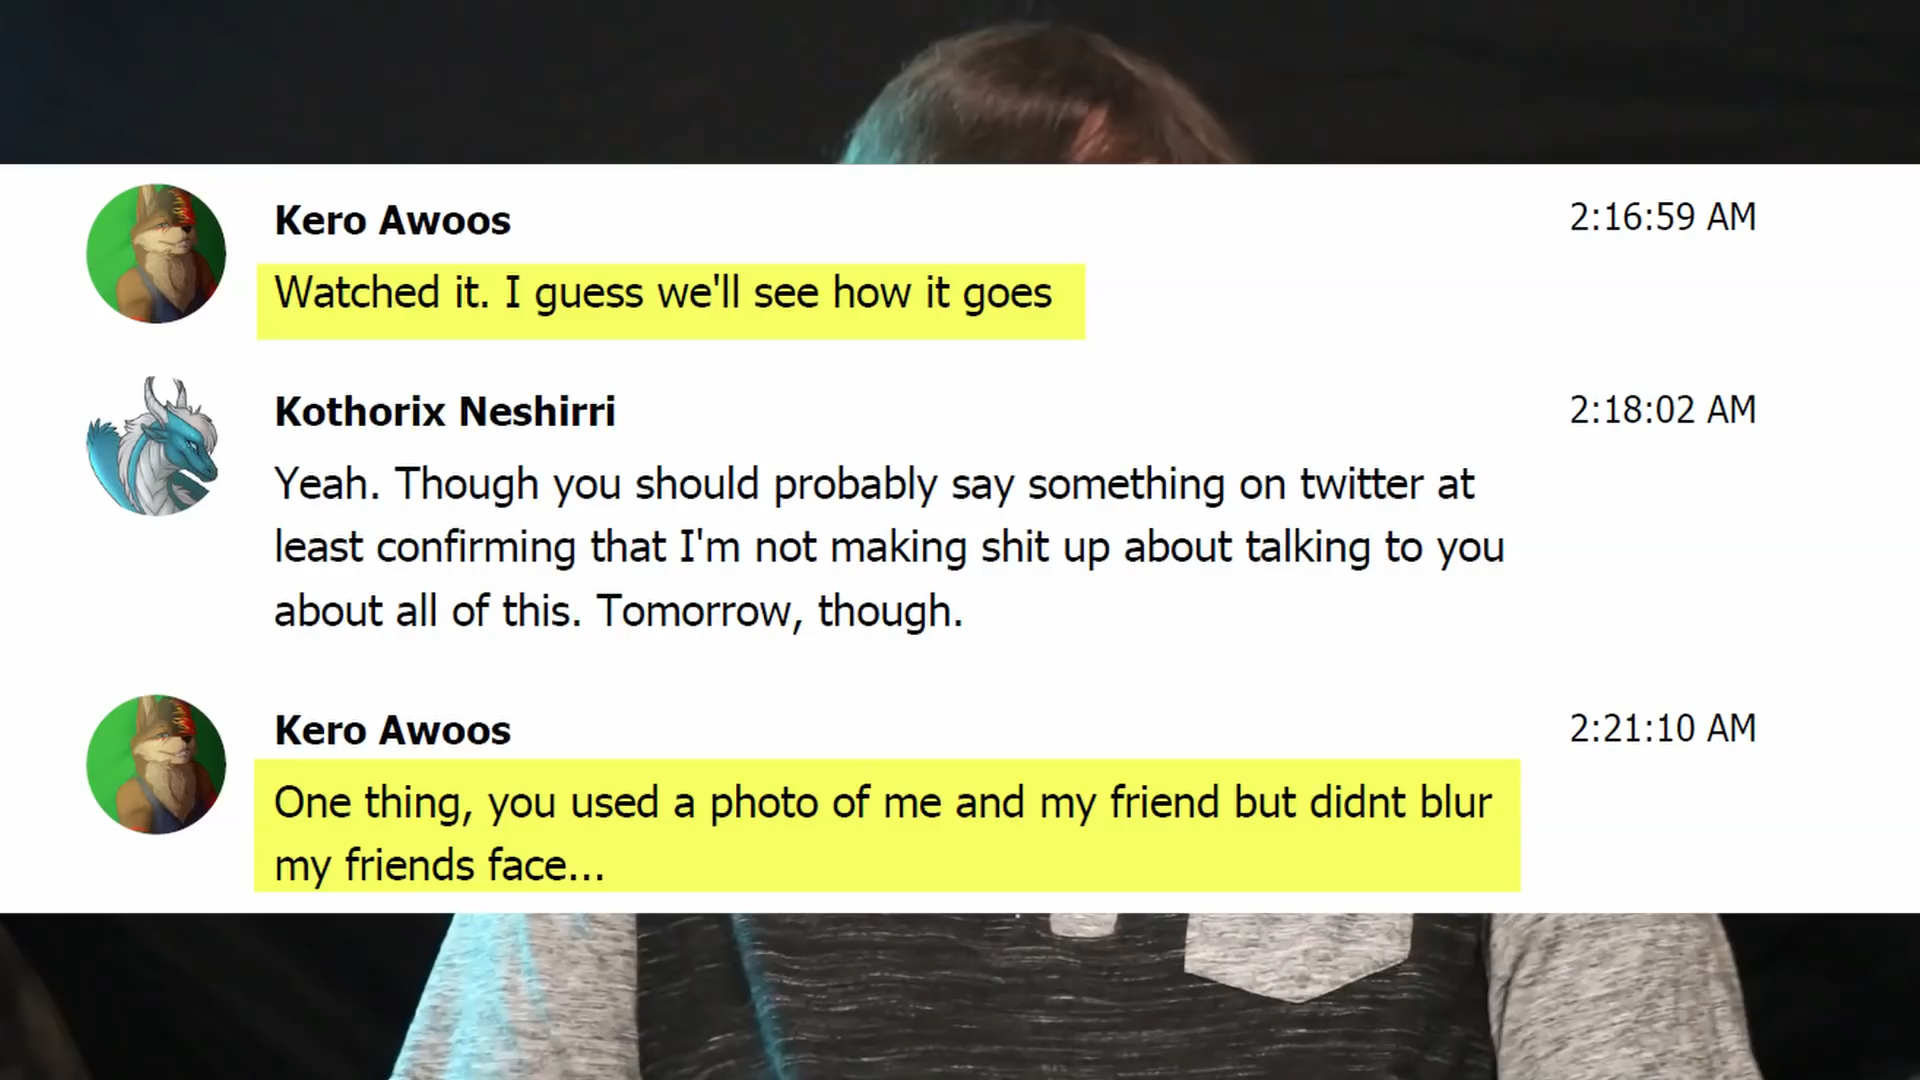 Kero Awoos 2:16:59 AM
Watched it. I guess we'll see how it goes
Kothorix Neshirri 2:18:02 AM
Yeah. Though you should probably say something on twitter at
least confirming that I'm not making shit up about talking to you
about all of this. Tomorrow, though.
Kero Awoos 2:21:10 AM
One thing, you used a photo of me and my friend but didnt blur
my friends face...